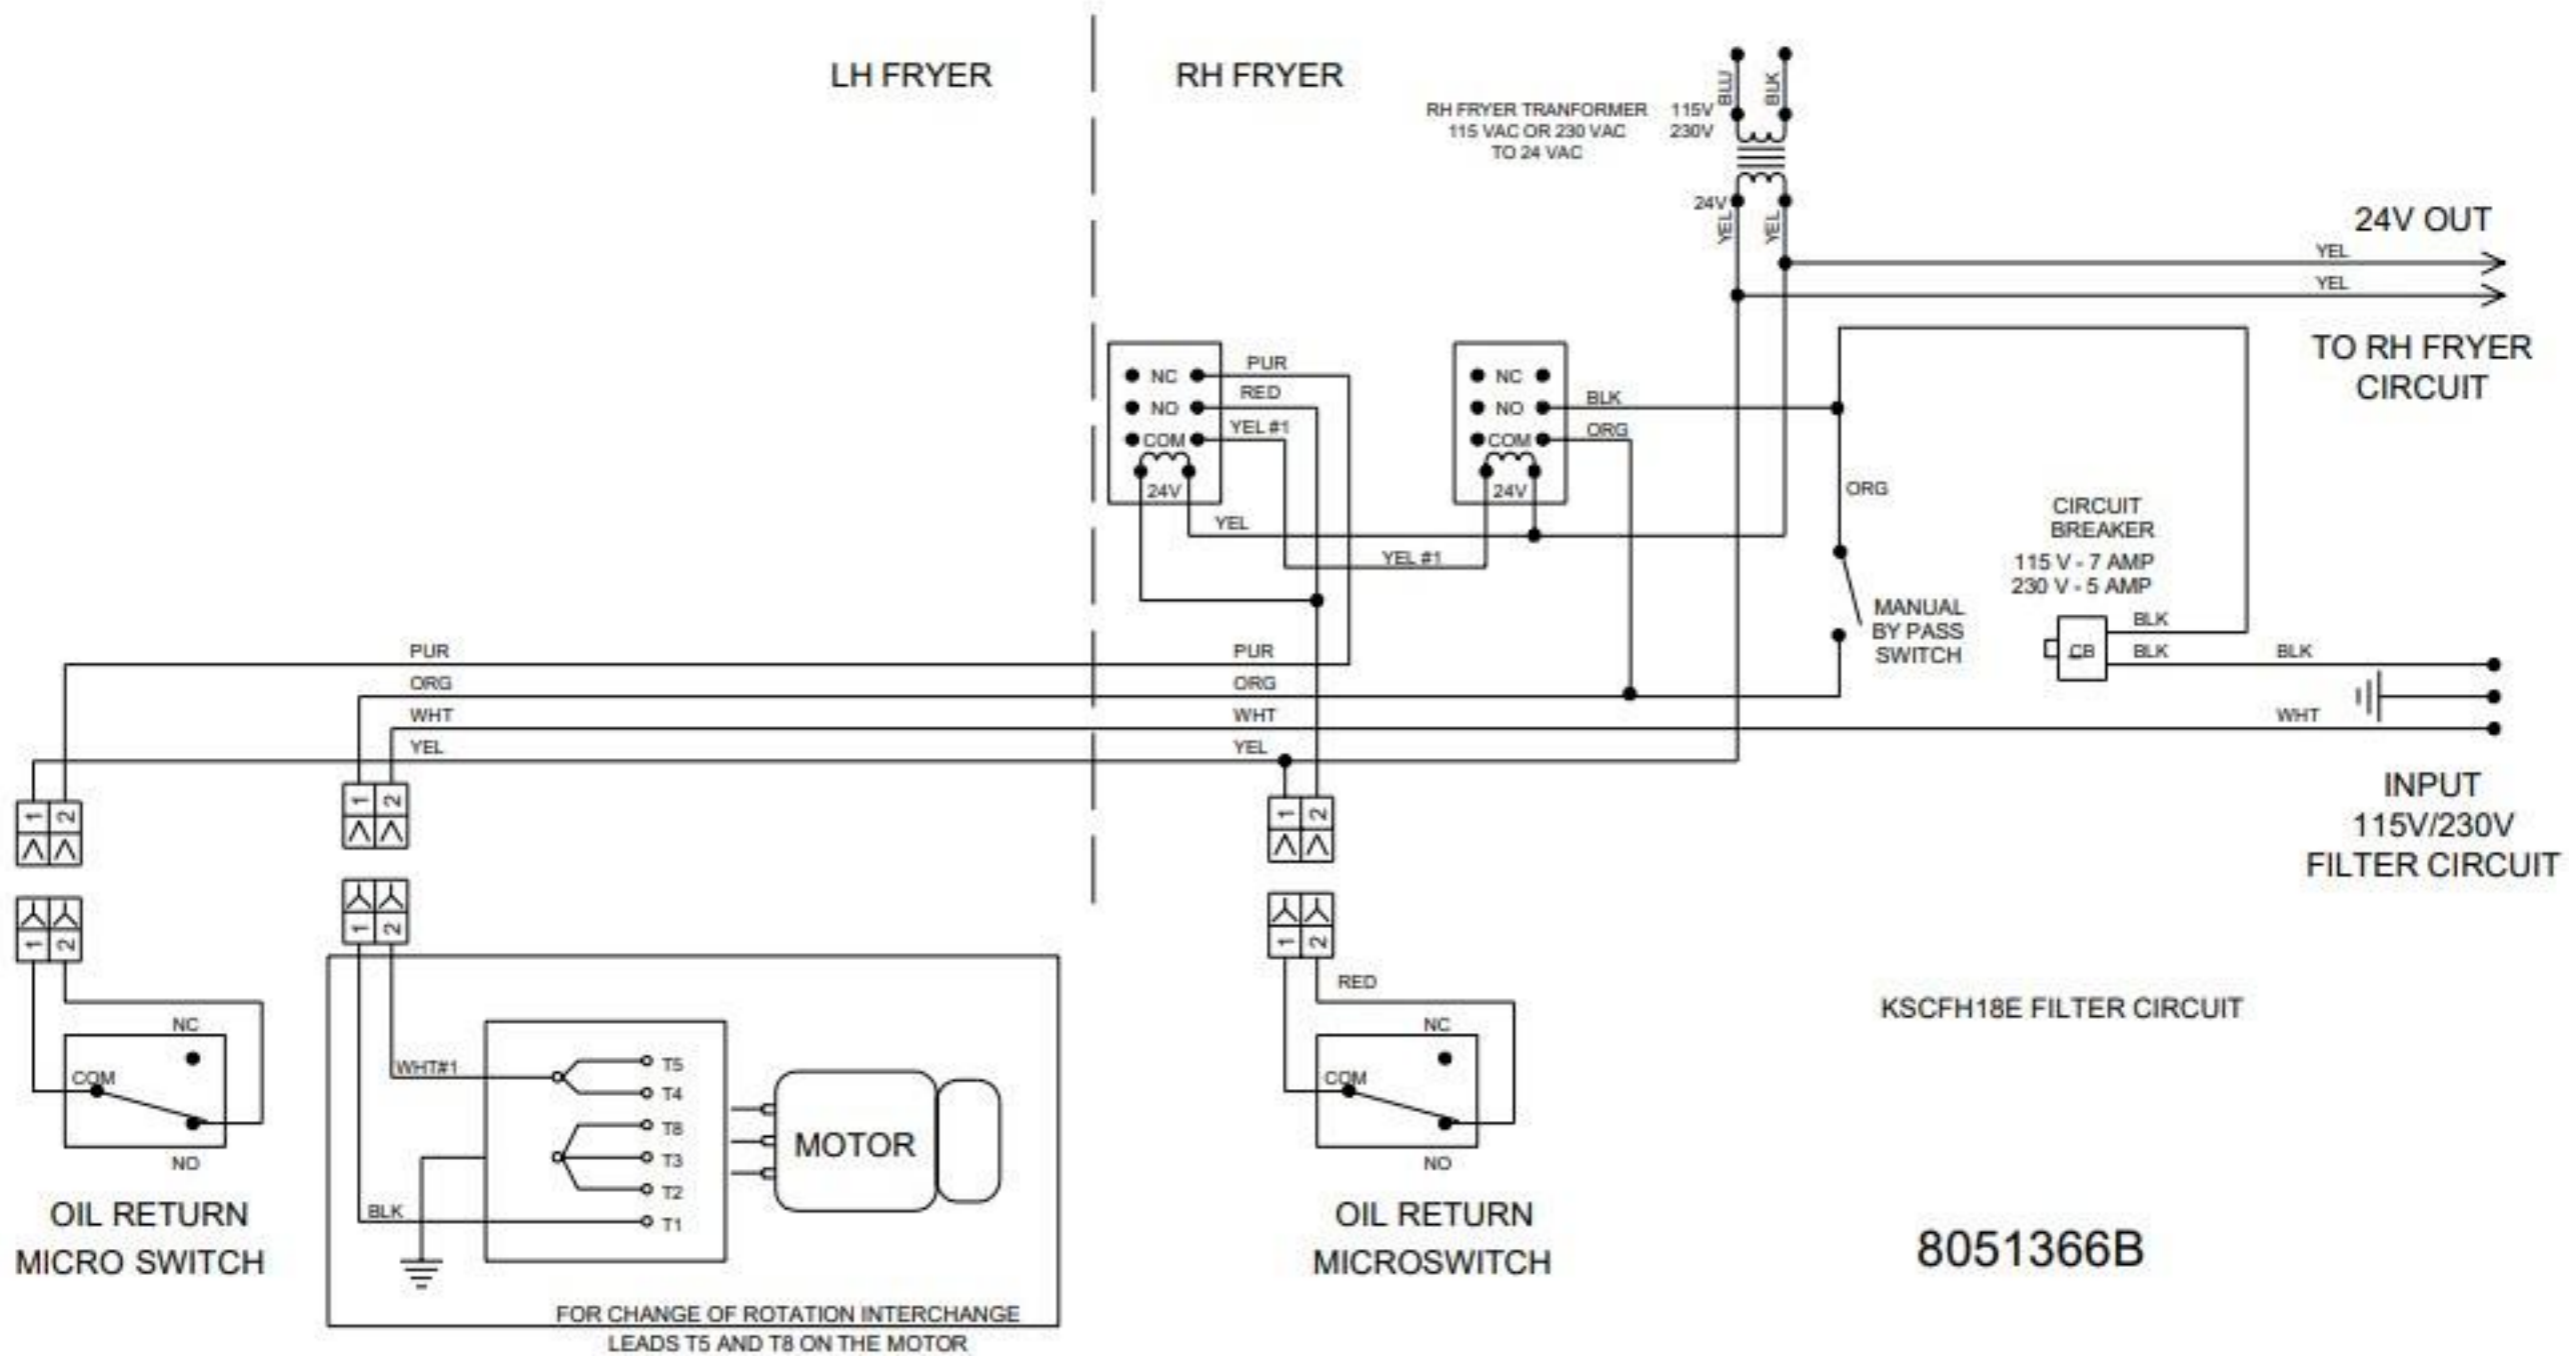 LH FRYER
RH FRYER
RH FRYER TRANFORMER
115 VAC OR 230 VAC
TO 24 VAC
115V
230V
BLU
BLK
24V
YEL
YEL
24V OUT
YEL
YEL
TO RH FRYER
CIRCUIT
NC
NO
COM
24V
PUR
RED
YEL #1
YEL
NC
NO
COM
24V
BLK
ORG
YEL #1
ORG
MANUAL
BY PASS
SWITCH
CIRCUIT
BREAKER
115 V - 7 AMP
230 V - 5 AMP
CB
BLK
BLK
BLK
WHT
INPUT
115V/230V
FILTER CIRCUIT
PUR
ORG
WHT
YEL
PUR
ORG
WHT
YEL
1 2
1 2
1 2
1 2
1 2
1 2
NC
COM
NO
OIL RETURN
MICRO SWITCH
WHT#1
BLK
T5
T4
T8
T3
T2
T1
MOTOR
FOR CHANGE OF ROTATION INTERCHANGE
LEADS T5 AND T8 ON THE MOTOR
RED
NC
COM
NO
OIL RETURN
MICROSWITCH
KSCFH18E FILTER CIRCUIT
8051366B